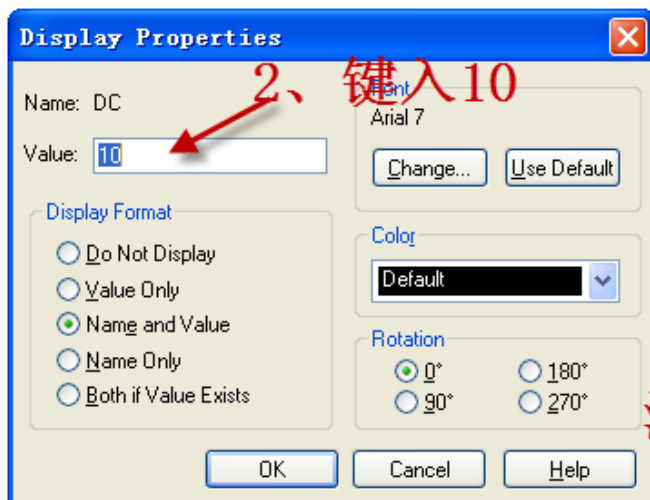 Display Properties
2、键入10
Name: DC
Value: 10
Font
Arial 7
Change...
Use Default
Display Format
Do Not Display
Value Only
Name and Value
Name Only
Both if Value Exists
Color
Default
Rotation
0°
180°
90°
270°
OK
Cancel
Help